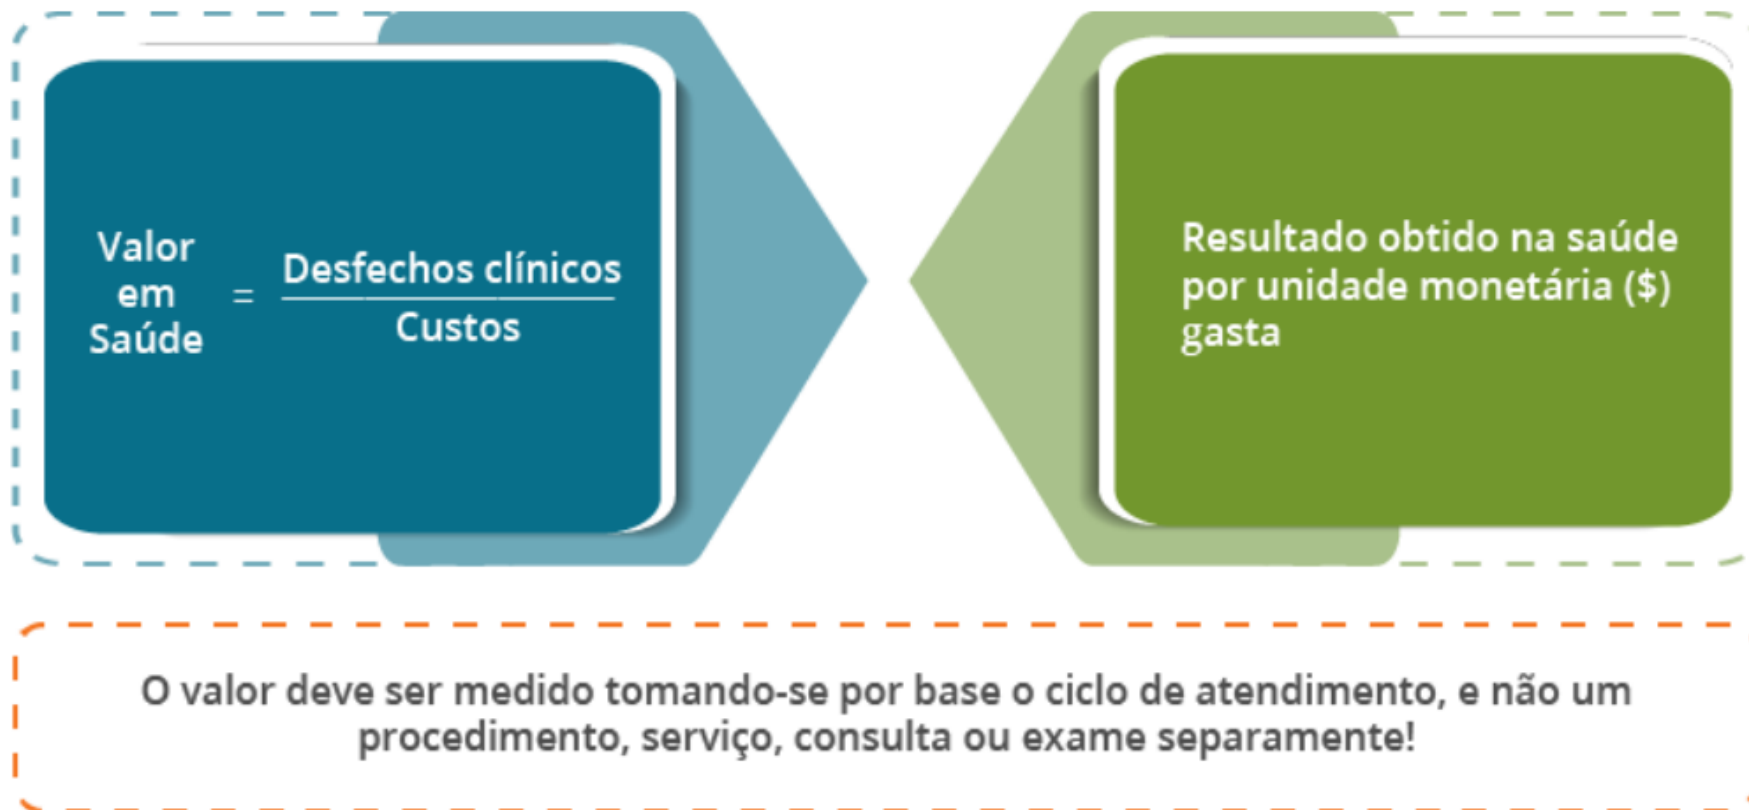 Valor
em
Saúde
=
Desfechos clínicos
Custos
Resultado obtido na saúde
por unidade monetária ($)
gasta
O valor deve ser medido tomando-se por base o ciclo de atendimento, e não um
procedimento, serviço, consulta ou exame separamente!